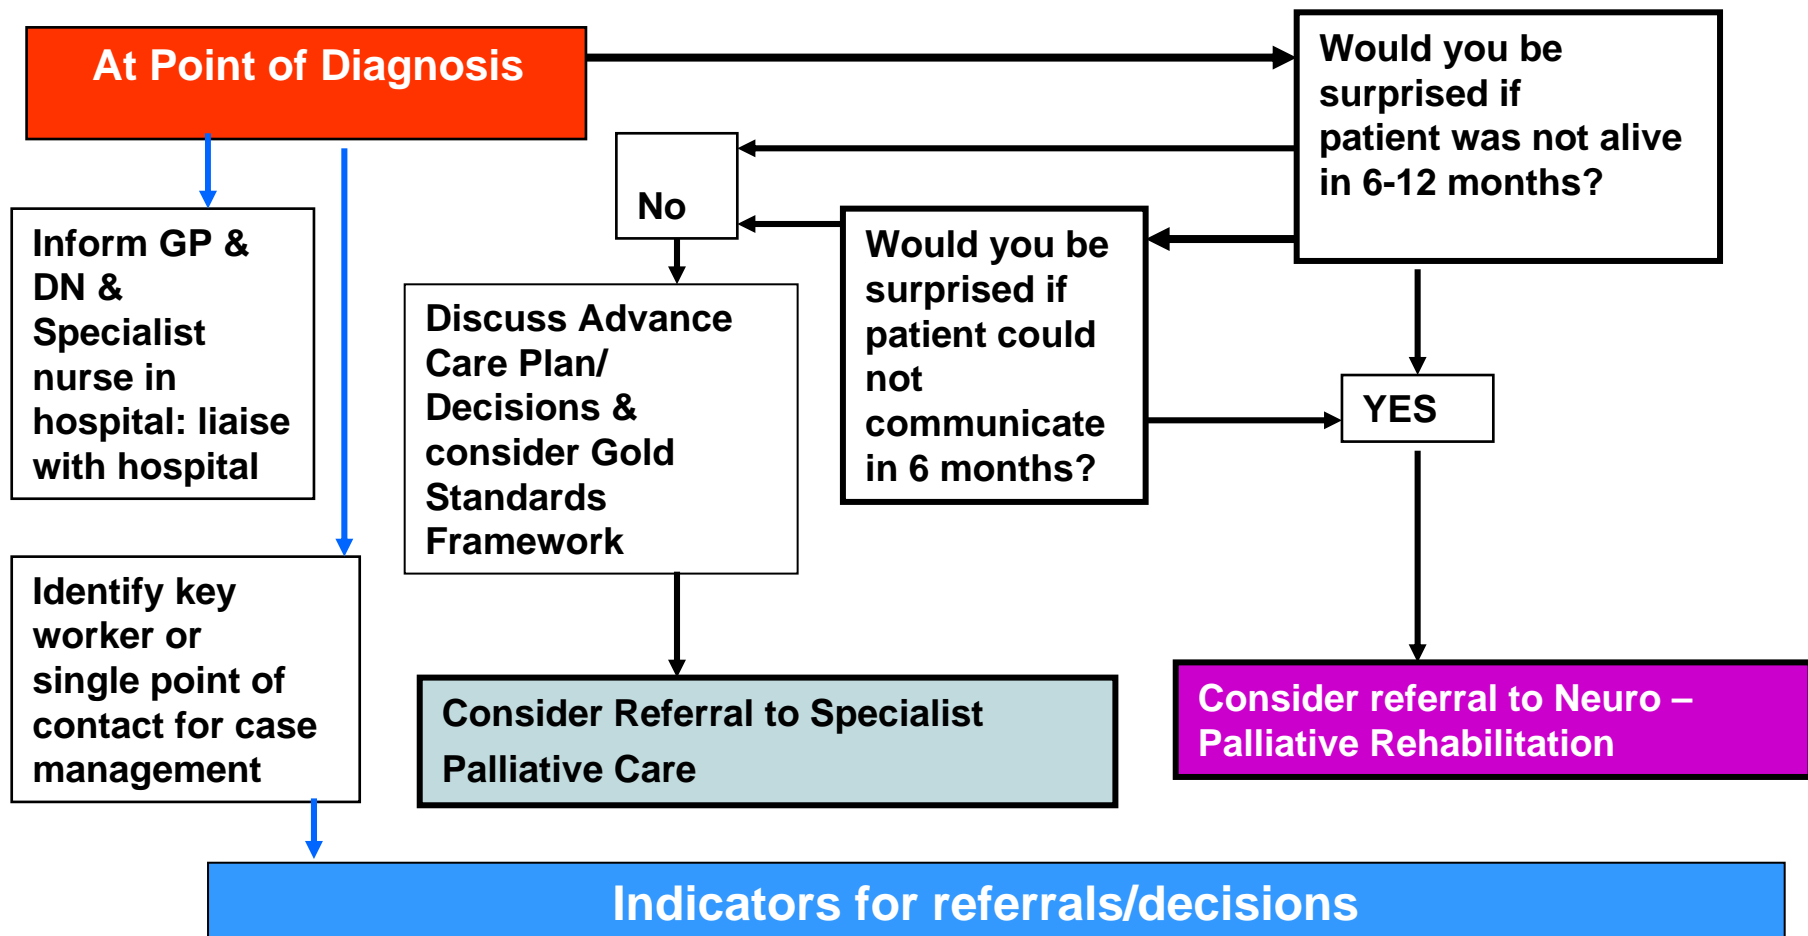 At Point of Diagnosis
Would you be
surprised if
patient was not alive
in 6-12 months?
No
Inform GP &
DN &
Specialist
nurse in
hospital: liaise
with hospital
Would you be
surprised if
patient could
not
communicate
in 6 months?
Discuss Advance
Care Plan/
Decisions &
consider Gold
Standards
Framework
YES
Identify key
worker or
single point of
contact for case
management
Consider Referral to Specialist
Palliative Care
Consider referral to Neuro –
Palliative Rehabilitation
Indicators for referrals/decisions